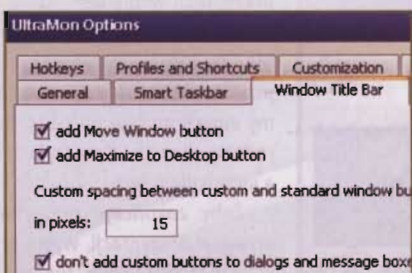 UltraMon Options
Hotkeys Profiles and Shortcuts Customization
General Smart Taskbar Window Title Bar
add Move Window button
add Maximize to Desktop button
Custom spacing between custom and standard window bu
in pixels: 15
don't add custom buttons to dialogs and message boxe